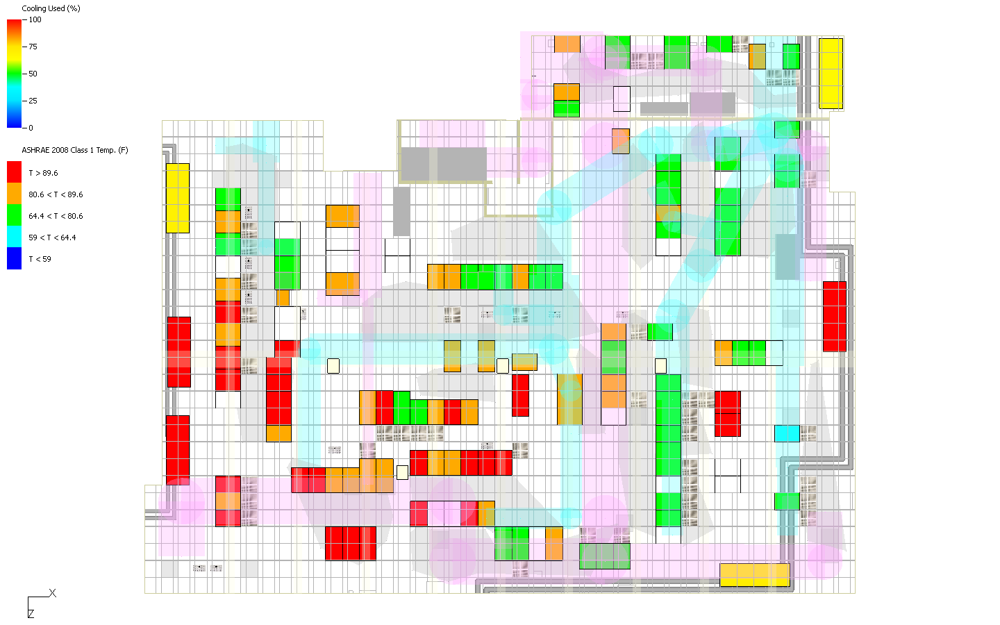 Cooling Used (%)
100
75
50
25
0
ASHRAE 2008 Class 1 Temp. (F)
T > 89.6
80.6 < T < 89.6
64.4 < T < 80.6
59 < T < 64.4
T < 59
X
Z